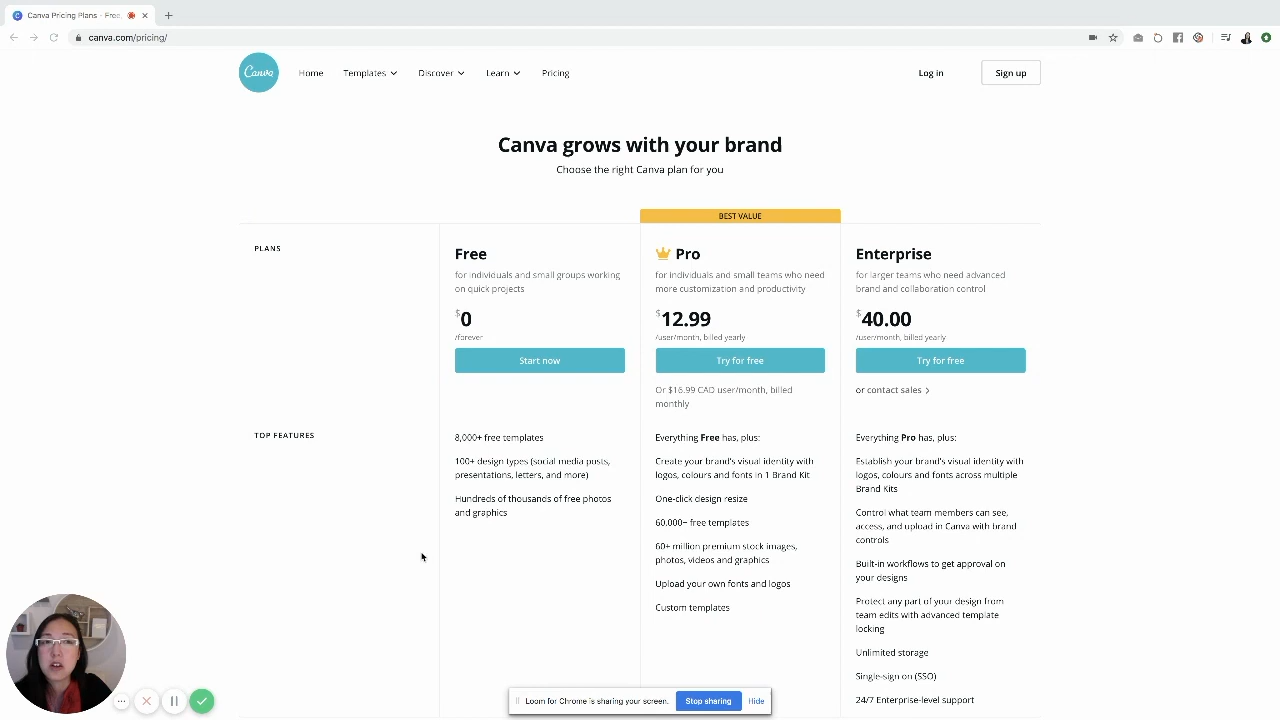 Canva Pricing Plans - Free,
canva.com/pricing/
Canva
Home
Templates
Discover
Learn
Pricing
Log in
Sign up
Canva grows with your brand
Choose the right Canva plan for you
BEST VALUE
PLANS
Free
for individuals and small groups working
on quick projects
$0
/forever
Start now
Pro
for individuals and small teams who need
more customization and productivity
$12.99
/user/month, billed yearly
Try for free
Or $16.99 CAD user/month, billed
monthly
Enterprise
for larger teams who need advanced
brand and collaboration control
$40.00
/user/month, billed yearly
Try for free
or contact sales
TOP FEATURES
8,000+ free templates
100+ design types (social media posts,
presentations, letters, and more)
Hundreds of thousands of free photos
and graphics
Everything Free has, plus:
Create your brand's visual identity with
logos, colours and fonts in 1 Brand Kit
One-click design resize
60,000+ free templates
60+ million premium stock images,
photos, videos and graphics
Upload your own fonts and logos
Custom templates
Everything Pro has, plus:
Establish your brand's visual identity with
logos, colours and fonts across multiple
Brand Kits
Control what team members can see,
access, and upload in Canva with brand
controls
Built-in workflows to get approval on
your designs
Protect any part of your design from
team edits with advanced template
locking
Unlimited storage
Single-sign on (SSO)
24/7 Enterprise-level support
Loom for Chrome is sharing your screen.
Stop sharing
Hide